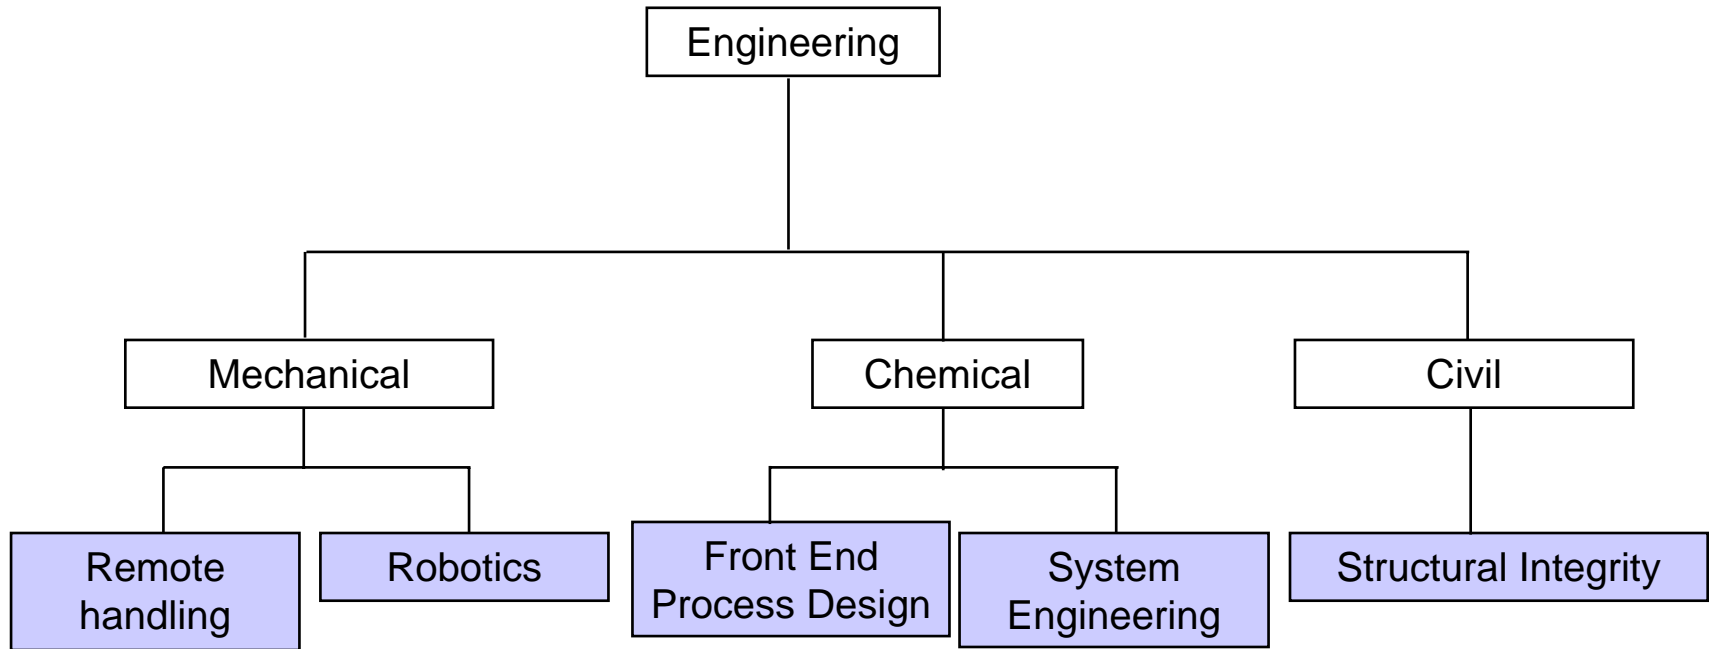 Engineering
Mechanical
Chemical
Civil
Remote
handling
Robotics
Front End
Process Design
System
Engineering
Structural Integrity